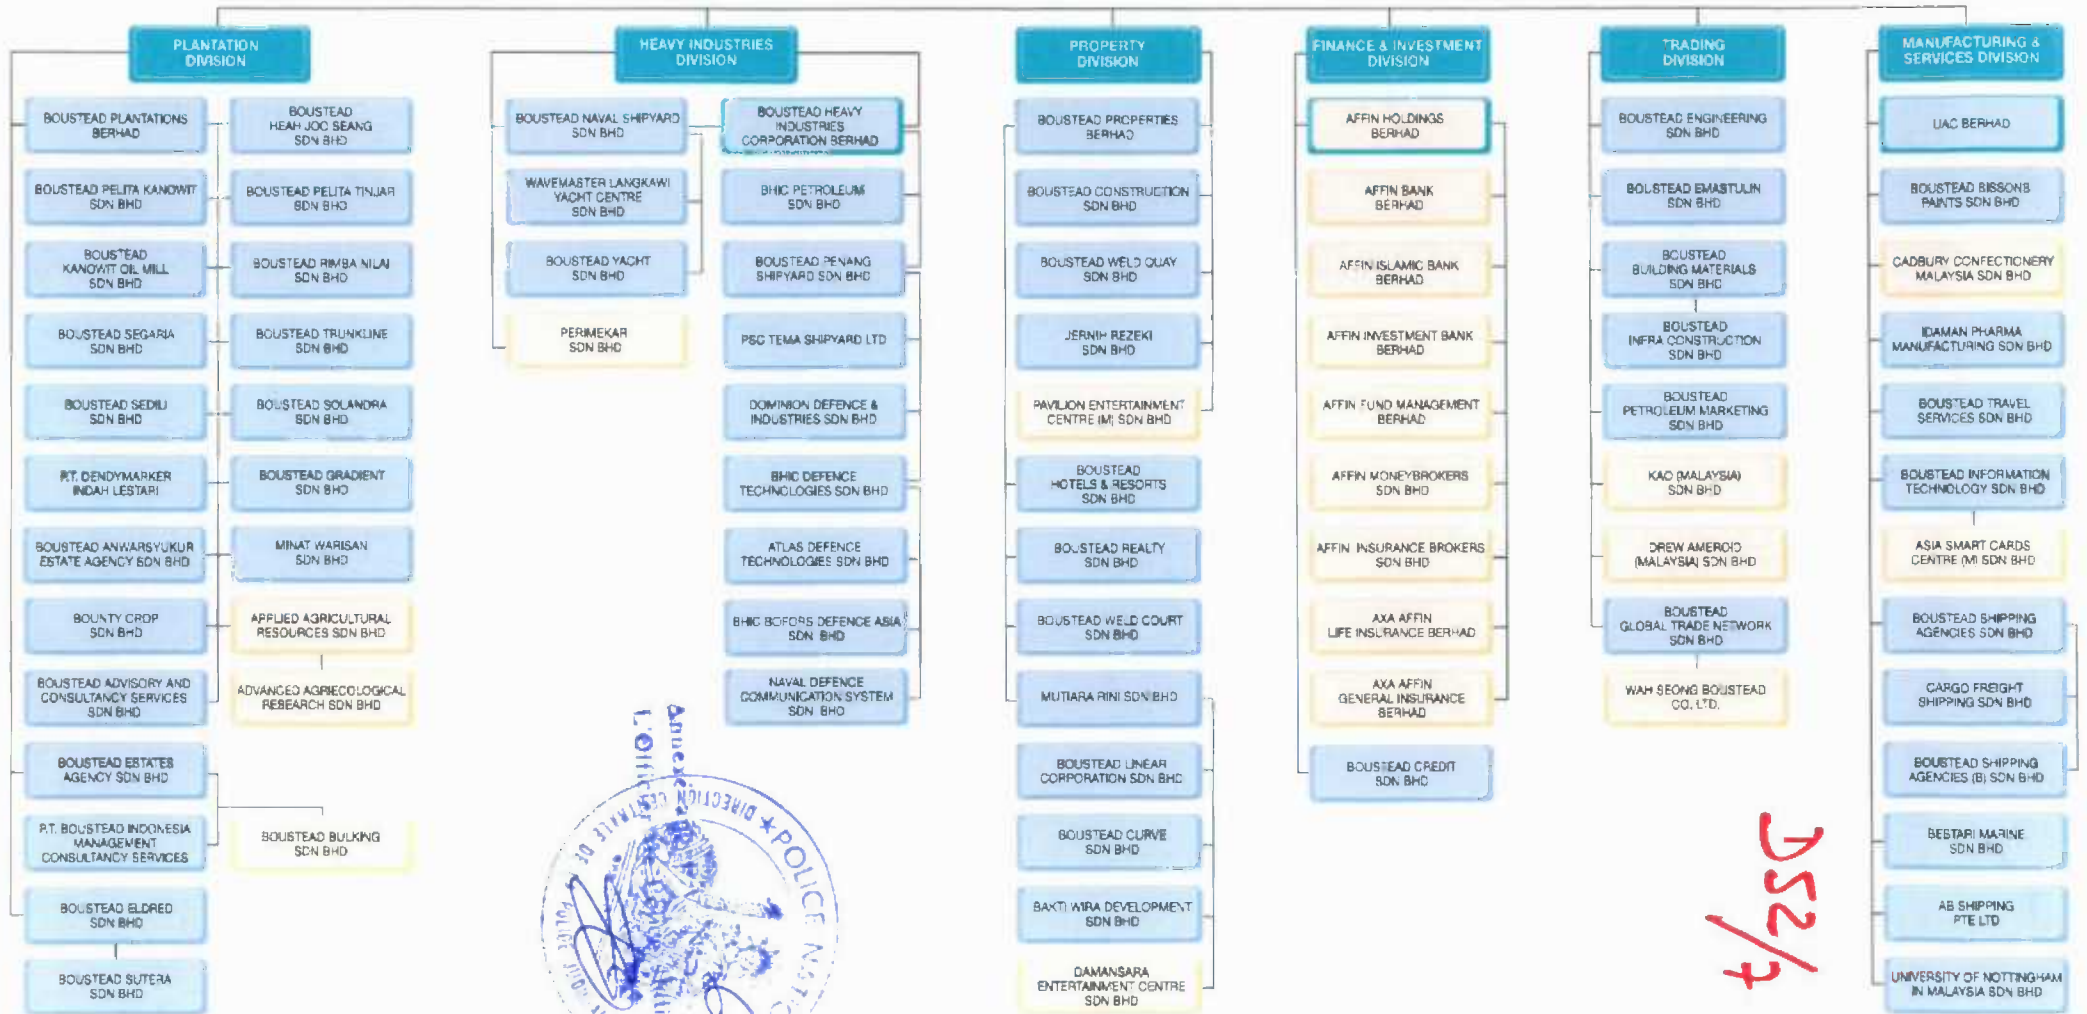 PLANTATION
DIVISION
BOUSTEAD PLANTATIONS
BERHAD
BOUSTEAD
HEAH JOO SEANG
SDN BHD
BOUSTEAD PELITA KANOWIT
SDN BHD
BOUSTEAD PELITA TINJAR
SDN BHD
BOUSTEAD
KANOWIT OIL MILL
SDN BHD
BOUSTEAD RIMBA NILAI
SDN BHD
BOUSTEAD SEGARIA
SDN BHD
BOUSTEAD TRUNKLINE
SDN BHD
BOUSTEAD SEDILI
SDN BHD
BOUSTEAD SOLANDRA
SDN BHD
P.T. DENDYMARKER
INDAH LESTARI
BOUSTEAD GRADIENT
SDN BHD
BOUSTEAD ANWARSYUKUR
ESTATE AGENCY SDN BHD
MINAT WARISAN
SDN BHD
BOUNTY CROP
SDN BHD
APPLIED AGRICULTURAL
RESOURCES SDN BHD
BOUSTEAD ADVISORY AND
CONSULTANCY SERVICES
SDN BHD
ADVANCED AGRIECOLOGICAL
RESEARCH SDN BHD
BOUSTEAD ESTATES
AGENCY SDN BHD
P.T. BOUSTEAD INDONESIA
MANAGEMENT
CONSULTANCY SERVICES
BOUSTEAD BULKING
SDN BHD
BOUSTEAD ELDRED
SDN BHD
BOUSTEAD SUTERA
SDN BHD
HEAVY INDUSTRIES
DIVISION
BOUSTEAD NAVAL SHIPYARD
SDN BHD
BOUSTEAD HEAVY
INDUSTRIES
CORPORATION BERHAD
WAVEMASTER LANGKAWI
YACHT CENTRE
SDN BHD
BHIC PETROLEUM
SDN BHD
BOUSTEAD YACHT
SDN BHD
BOUSTEAD PENANG
SHIPYARD SDN BHD
PERIMEKAR
SDN BHD
PSC TEMA SHIPYARD LTD
DOMINION DEFENCE &
INDUSTRIES SDN BHD
BHIC DEFENCE
TECHNOLOGIES SDN BHD
ATLAS DEFENCE
TECHNOLOGIES SDN BHD
BHIC BOFORS DEFENCE ASIA
SDN BHD
NAVAL DEFENCE
COMMUNICATION SYSTEM
SDN BHD
PROPERTY
DIVISION
BOUSTEAD PROPERTIES
BERHAD
BOUSTEAD CONSTRUCTION
SDN BHD
BOUSTEAD WELD QUAY
SDN BHD
JERNIH REZEKI
SDN BHD
PAVILION ENTERTAINMENT
CENTRE (M) SDN BHD
BOUSTEAD
HOTELS & RESORTS
SDN BHD
BOUSTEAD REALTY
SDN BHD
BOUSTEAD WELD COURT
SDN BHD
MUTIARA RINI SDN BHD
BOUSTEAD LINEAR
CORPORATION SDN BHD
BOUSTEAD CURVE
SDN BHD
BAKTI WIRA DEVELOPMENT
SDN BHD
DAMANSARA
ENTERTAINMENT CENTRE
SDN BHD
FINANCE & INVESTMENT
DIVISION
AFFIN HOLDINGS
BERHAD
AFFIN BANK
BERHAD
AFFIN ISLAMIC BANK
BERHAD
AFFIN INVESTMENT BANK
BERHAD
AFFIN FUND MANAGEMENT
BERHAD
AFFIN MONEYBROKERS
SDN BHD
AFFIN INSURANCE BROKERS
SDN BHD
AXA AFFIN
LIFE INSURANCE BERHAD
AXA AFFIN
GENERAL INSURANCE
BERHAD
BOUSTEAD CREDIT
SDN BHD
TRADING
DIVISION
BOUSTEAD ENGINEERING
SDN BHD
BOUSTEAD EMASTULIN
SDN BHD
BOUSTEAD
BUILDING MATERIALS
SDN BHD
BOUSTEAD
INFRA CONSTRUCTION
SDN BHD
BOUSTEAD
PETROLEUM MARKETING
SDN BHD
KAO (MALAYSIA)
SDN BHD
DREW AMEROID
(MALAYSIA) SDN BHD
BOUSTEAD
GLOBAL TRADE NETWORK
SDN BHD
WAH SEONG BOUSTEAD
CO. LTD.
MANUFACTURING &
SERVICES DIVISION
UAC BERHAD
BOUSTEAD SISSONS
PAINTS SDN BHD
CADBURY CONFECTIONERY
MALAYSIA SDN BHD
IDAMAN PHARMA
MANUFACTURING SDN BHD
BOUSTEAD TRAVEL
SERVICES SDN BHD
BOUSTEAD INFORMATION
TECHNOLOGY SDN BHD
ASIA SMART CARDS
CENTRE (M) SDN BHD
BOUSTEAD SHIPPING
AGENCIES SDN BHD
CARGO FREIGHT
SHIPPING SDN BHD
BOUSTEAD SHIPPING
AGENCIES (B) SDN BHD
BESTARI MARINE
SDN BHD
AB SHIPPING
PTE LTD
UNIVERSITY OF NOTTINGHAM
IN MALAYSIA SDN BHD
DIRECTION CENTRALE DE
POLICE
D52/7